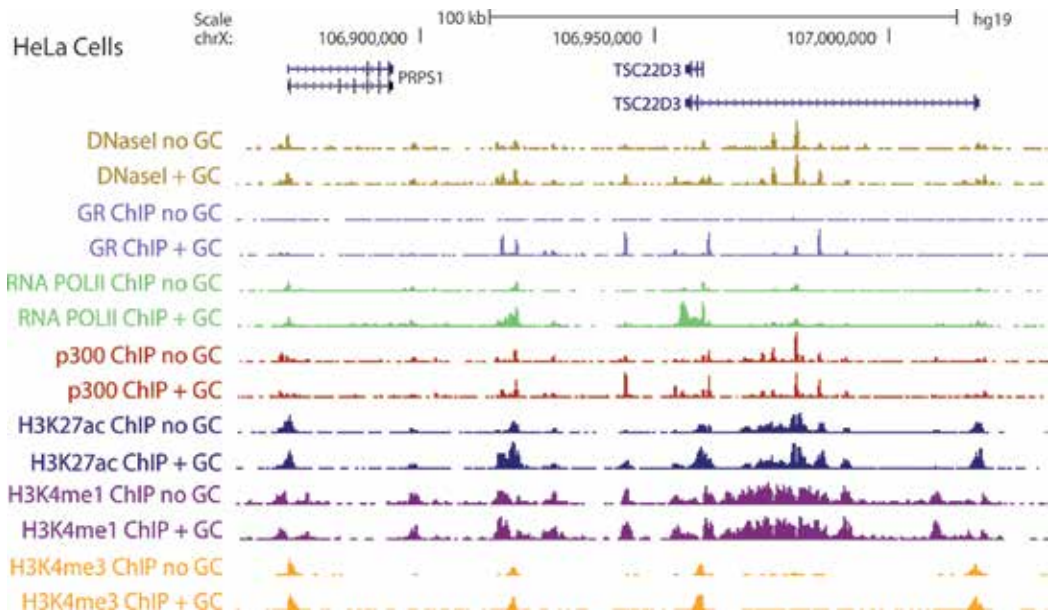 Scale 100 kb hg19
chrX: 106,900,000 106,950,000 107,000,000
HeLa Cells
PRPS1 TSC22D3
TSC22D3
DNaseI no GC
DNaseI + GC
GR ChIP no GC
GR ChIP + GC
RNA POLII ChIP no GC
RNA POLII ChIP + GC
p300 ChIP no GC
p300 ChIP + GC
H3K27ac ChIP no GC
H3K27ac ChIP + GC
H3K4me1 ChIP no GC
H3K4me1 ChIP + GC
H3K4me3 ChIP no GC
H3K4me3 ChIP + GC